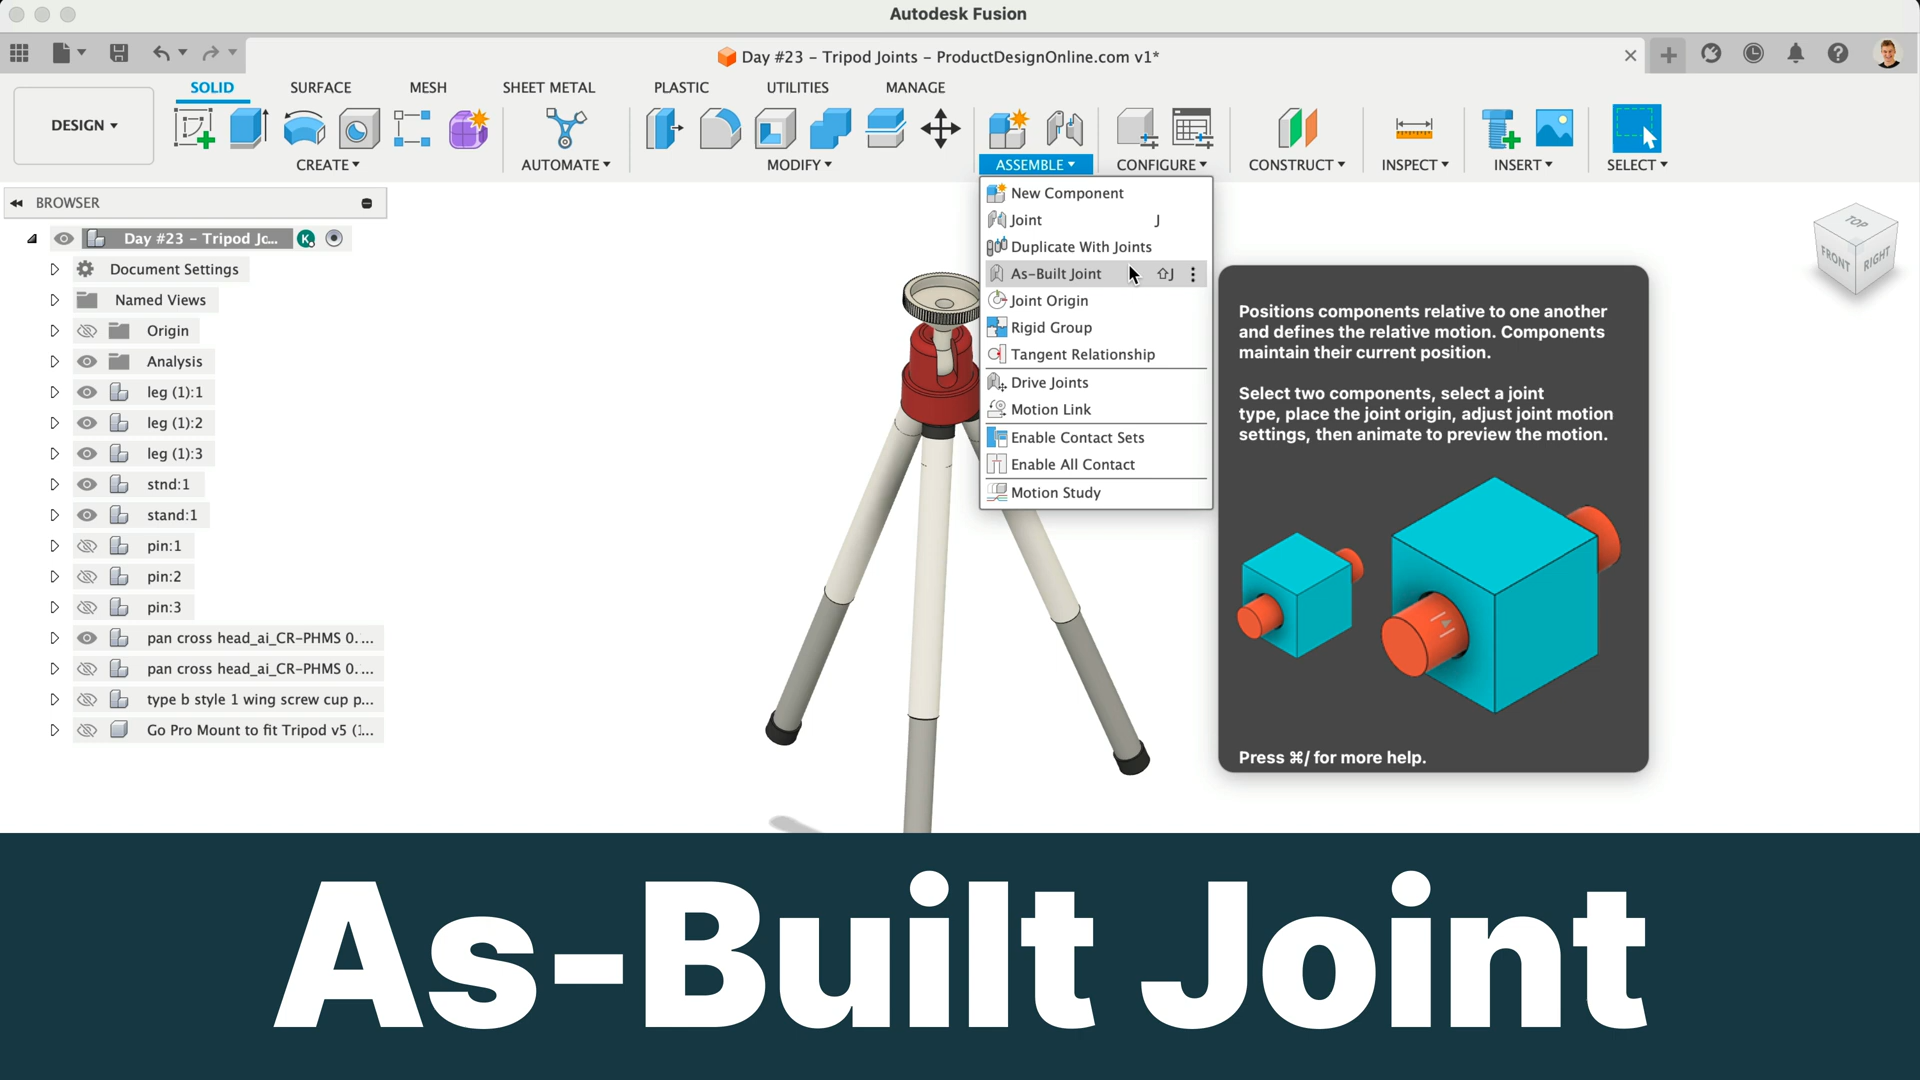 Autodesk Fusion
Day #23 – Tripod Joints – ProductDesignOnline.com v1*
SOLID SURFACE MESH SHEET METAL PLASTIC UTILITIES MANAGE
DESIGN
CREATE AUTOMATE MODIFY ASSEMBLE CONFIGURE CONSTRUCT INSPECT INSERT SELECT
BROWSER
Day #23 – Tripod Jc...
K
Document Settings
Named Views
Origin
Analysis
leg (1):1
leg (1):2
leg (1):3
stnd:1
stand:1
pin:1
pin:2
pin:3
pan cross head_ai_CR-PHMS 0. ...
pan cross head_ai_CR-PHMS 0. ...
type b style 1 wing screw cup p...
Go Pro Mount to fit Tripod v5 (1...
New Component
Joint J
Duplicate With Joints
As-Built Joint ⇧J
Joint Origin
Rigid Group
Tangent Relationship
Drive Joints
Motion Link
Enable Contact Sets
Enable All Contact
Motion Study
Positions components relative to one another
and defines the relative motion. Components
maintain their current position.
Select two components, select a joint
type, place the joint origin, adjust joint motion
settings, then animate to preview the motion.
Press ⌘/ for more help.
TOP
FRONT RIGHT
As-Built Joint